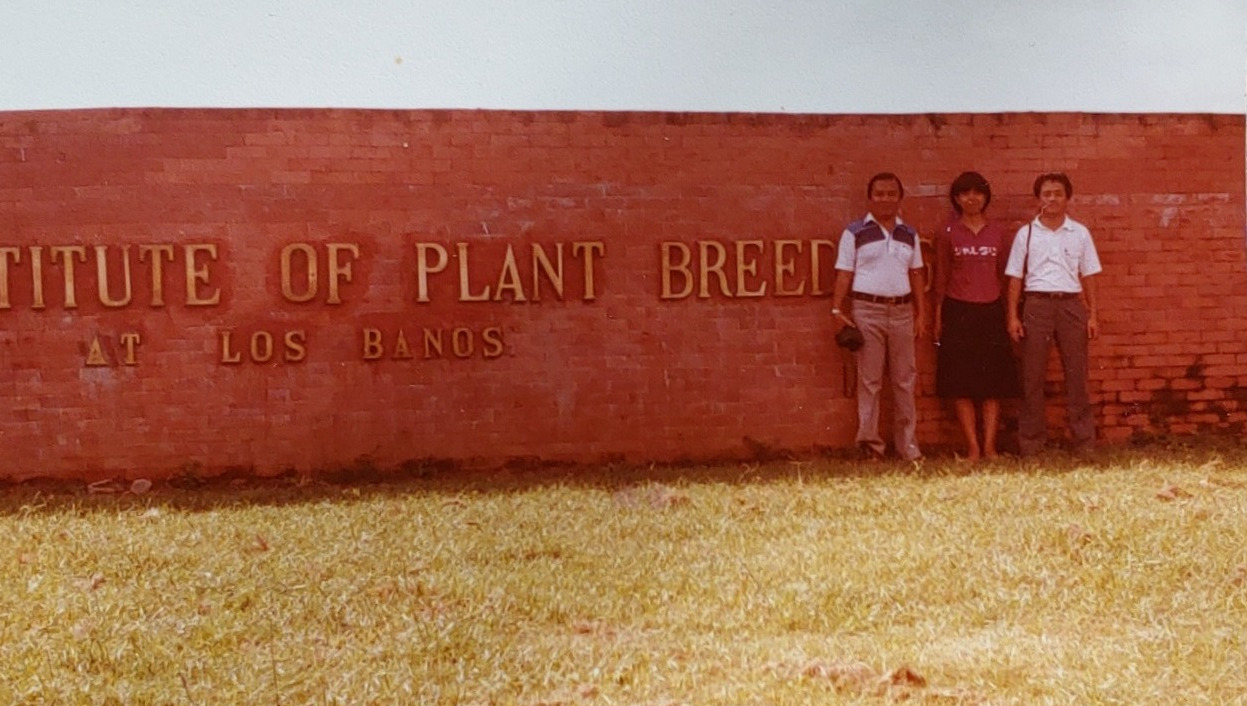 TITUTE OF PLANT BREED
AT LOS BANOS